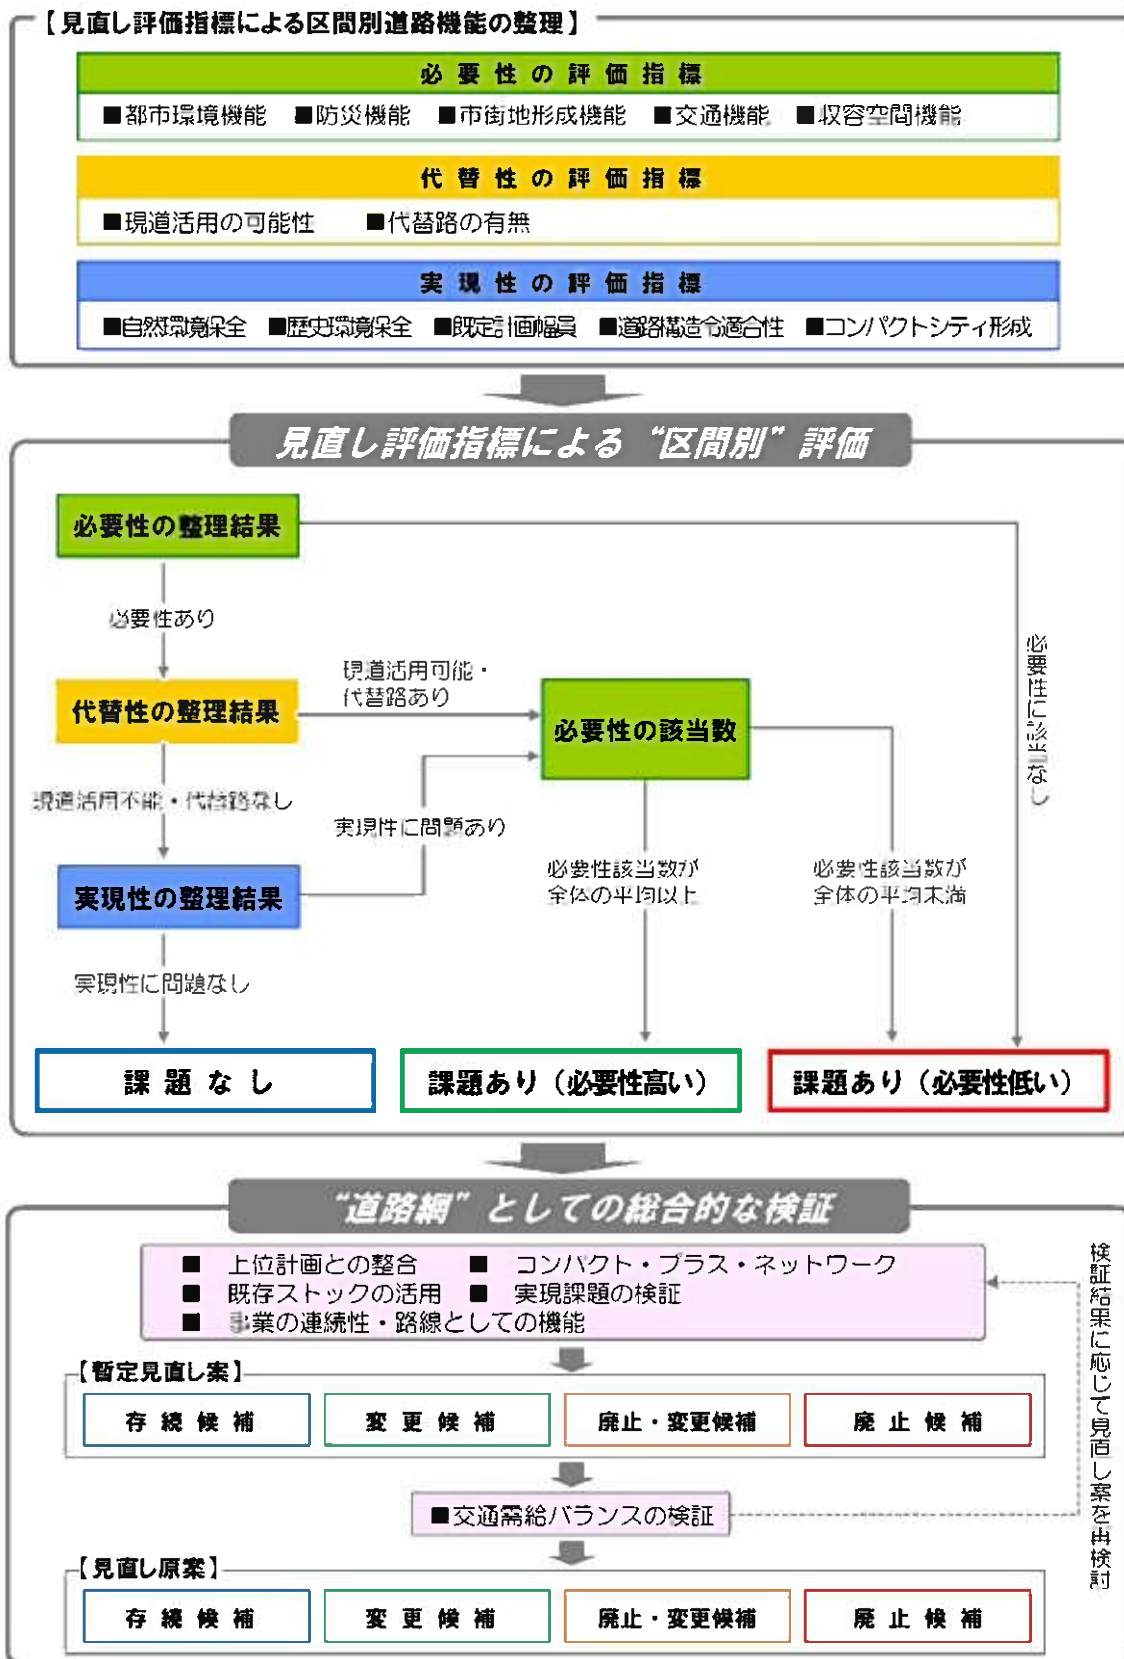 【見直し評価指標による区間別道路機能の整理】
必要性の評価指標
■都市環境機能 ■防災機能 ■市街地形成機能 ■交通機能 ■収容空間機能
代替性の評価指標
■現道活用の可能性 ■代替路の有無
実現性の評価指標
■自然環境保全 ■歴史環境保全 ■既定計画幅員 ■道路構造令適合性 ■コンパクトシティ形成
見直し評価指標による“区間別”評価
必要性の整理結果
必要性あり
必要性に該当なし
代替性の整理結果
現道活用可能・
代替路あり
必要性の該当数
現道活用不能・代替路なし
実現性に問題あり
実現性の整理結果
必要性該当数が
全体の平均以上
必要性該当数が
全体の平均未満
実現性に問題なし
課題なし
課題あり（必要性高い）
課題あり（必要性低い）
“道路網”としての総合的な検証
■ 上位計画との整合 ■ コンパクト・プラス・ネットワーク
■ 既存ストックの活用 ■ 実現課題の検証
■ 事業の連続性・路線としての機能
検証結果に応じて見直し案を再検討
【暫定見直し案】
存続候補 変更候補 廃止・変更候補 廃止候補
■交通需給バランスの検証
【見直し原案】
存続候補 変更候補 廃止・変更候補 廃止候補